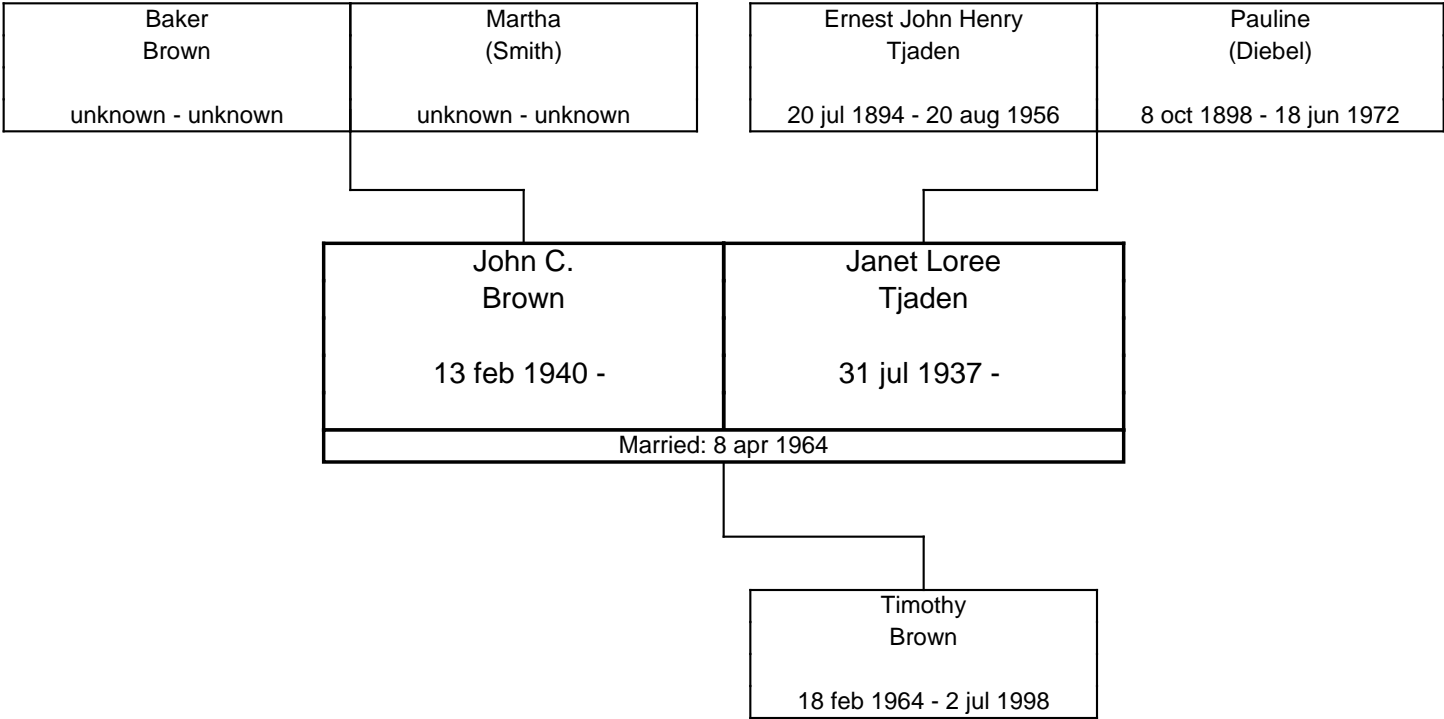 Baker
Brown
unknown - unknown
Martha
(Smith)
unknown - unknown
Ernest John Henry
Tjaden
20 jul 1894 - 20 aug 1956
Pauline
(Diebel)
8 oct 1898 - 18 jun 1972
John C.
Brown
13 feb 1940 -
Janet Loree
Tjaden
31 jul 1937 -
Married: 8 apr 1964
Timothy
Brown
18 feb 1964 - 2 jul 1998